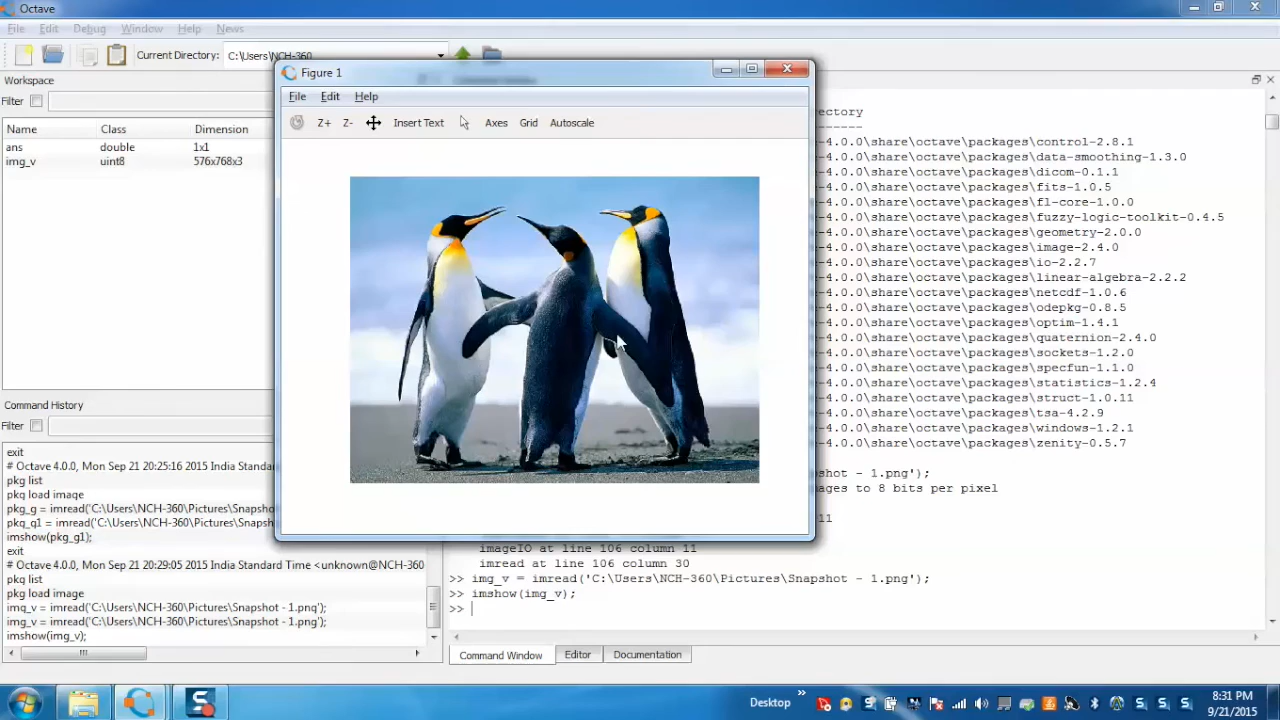 Octave
File Edit Debug Window Help News
Current Directory: C:\Users\NCH-360
Workspace
Filter
Name Class Dimension
ans double 1x1
img_v uint8 576x768x3
Command History
Filter
exit
# Octave 4.0.0, Mon Sep 21 20:25:16 2015 India Standard
pkg list
pkg load image
pkg_g = imread('C:\Users\NCH-360\Pictures\Snapsho
pkg_g1 = imread('C:\Users\NCH-360\Pictures\Snapsh
imshow(pkg_g1);
exit
# Octave 4.0.0, Mon Sep 21 20:29:05 2015 India Standard Time <unknown@NCH-360
pkg list
pkg load image
img_v = imread('C:\Users\NCH-360\Pictures\Snapshot - 1.png');
img_v = imread('C:\Users\NCH-360\Pictures\Snapshot - 1.png');
imshow(img_v);
Figure 1
File Edit Help
Z+ Z- Insert Text Axes Grid Autoscale
ectory
-------
-4.0.0\share\octave\packages\control-2.8.1
-4.0.0\share\octave\packages\data-smoothing-1.3.0
-4.0.0\share\octave\packages\dicom-0.1.1
-4.0.0\share\octave\packages\fits-1.0.5
-4.0.0\share\octave\packages\fl-core-1.0.0
-4.0.0\share\octave\packages\fuzzy-logic-toolkit-0.4.5
-4.0.0\share\octave\packages\geometry-2.0.0
-4.0.0\share\octave\packages\image-2.4.0
-4.0.0\share\octave\packages\io-2.2.7
-4.0.0\share\octave\packages\linear-algebra-2.2.2
-4.0.0\share\octave\packages\netcdf-1.0.6
-4.0.0\share\octave\packages\odepkg-0.8.5
-4.0.0\share\octave\packages\optim-1.4.1
-4.0.0\share\octave\packages\quaternion-2.4.0
-4.0.0\share\octave\packages\sockets-1.2.0
-4.0.0\share\octave\packages\specfun-1.1.0
-4.0.0\share\octave\packages\statistics-1.2.4
-4.0.0\share\octave\packages\struct-1.0.11
-4.0.0\share\octave\packages\tsa-4.2.9
-4.0.0\share\octave\packages\windows-1.2.1
-4.0.0\share\octave\packages\zenity-0.5.7
shot - 1.png');
ages to 8 bits per pixel
11
imageIO at line 106 column 11
imread at line 106 column 30
>> img_v = imread('C:\Users\NCH-360\Pictures\Snapshot - 1.png');
>> imshow(img_v);
>>
Command Window Editor Documentation
Desktop
8:31 PM
9/21/2015